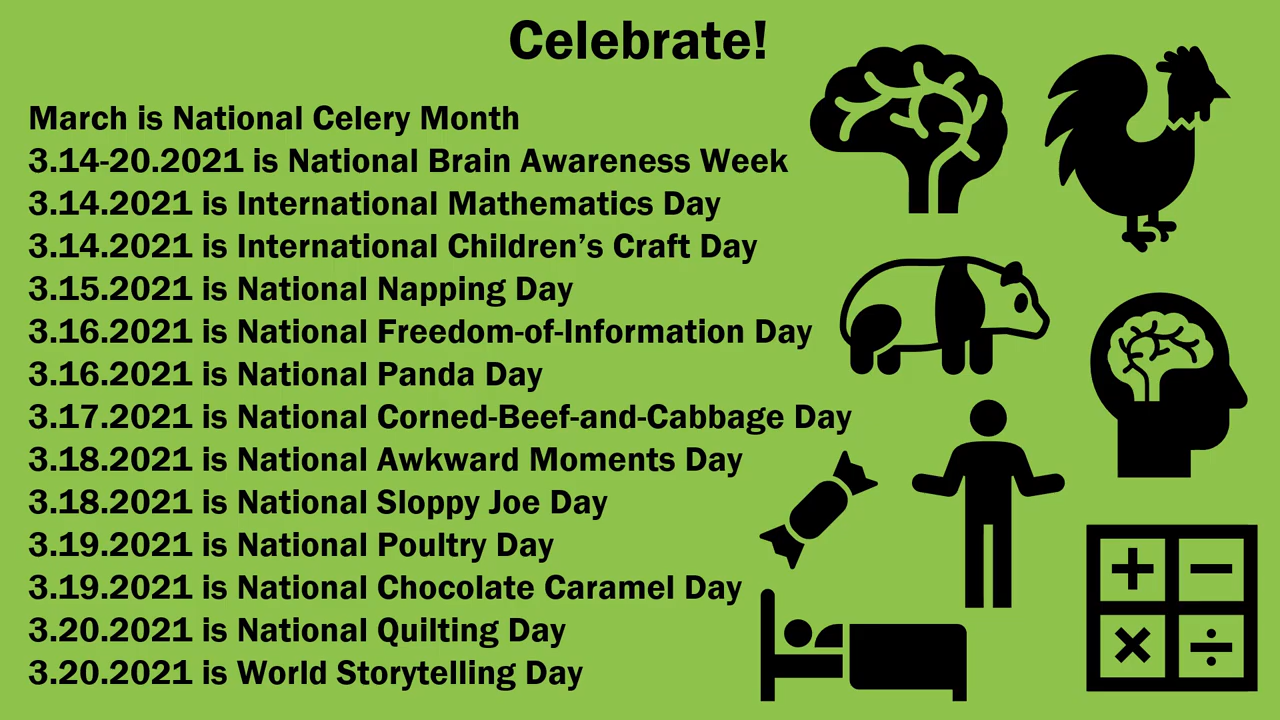 Celebrate!
March is National Celery Month
3.14-20.2021 is National Brain Awareness Week
3.14.2021 is International Mathematics Day
3.14.2021 is International Children’s Craft Day
3.15.2021 is National Napping Day
3.16.2021 is National Freedom-of-Information Day
3.16.2021 is National Panda Day
3.17.2021 is National Corned-Beef-and-Cabbage Day
3.18.2021 is National Awkward Moments Day
3.18.2021 is National Sloppy Joe Day
3.19.2021 is National Poultry Day
3.19.2021 is National Chocolate Caramel Day
3.20.2021 is National Quilting Day
3.20.2021 is World Storytelling Day
+ −
× ÷